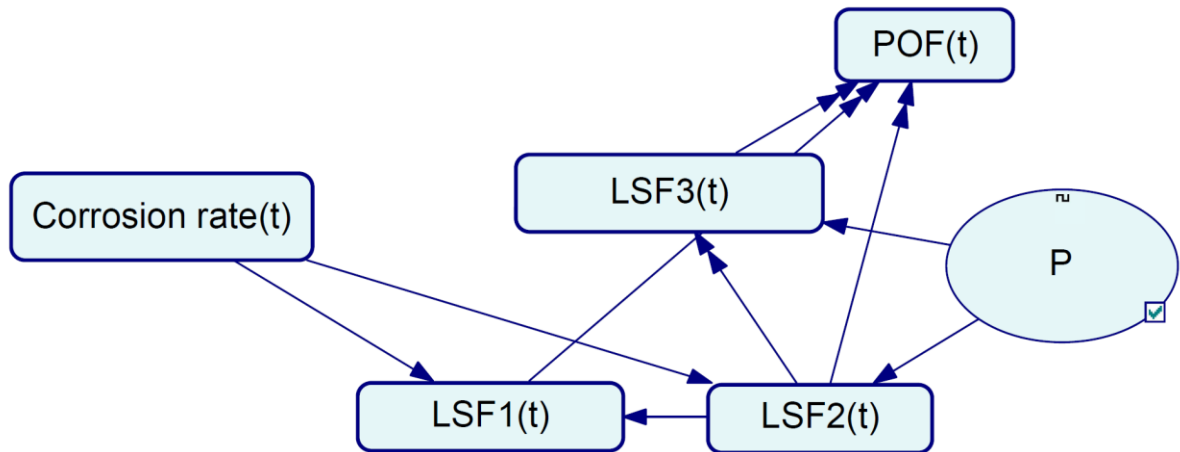 POF(t)
LSF3(t)
Corrosion rate(t)
P
LSF1(t)
LSF2(t)